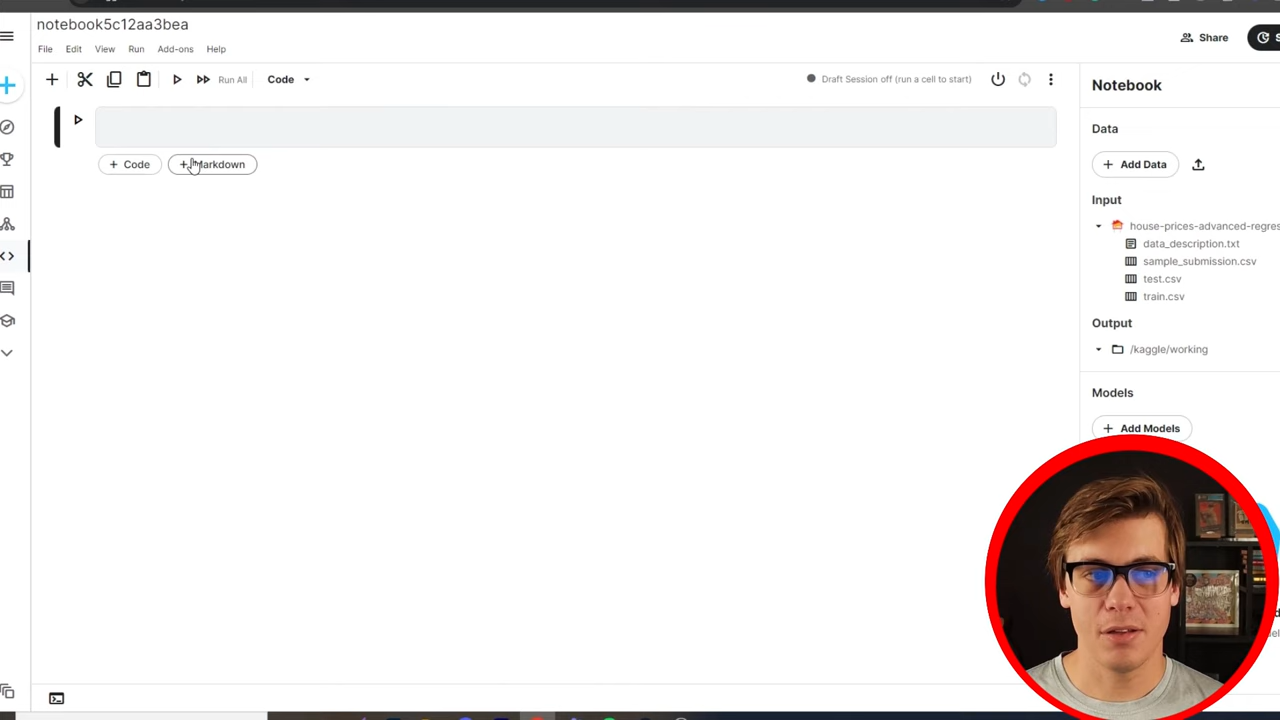 notebook5c12aa3bea
File Edit View Run Add-ons Help
Share
S
Run All Code
Draft Session off (run a cell to start)
Notebook
Data
+ Code + Markdown
+ Add Data
Input
house-prices-advanced-regres
data_description.txt
sample_submission.csv
test.csv
train.csv
Output
/kaggle/working
Models
+ Add Models